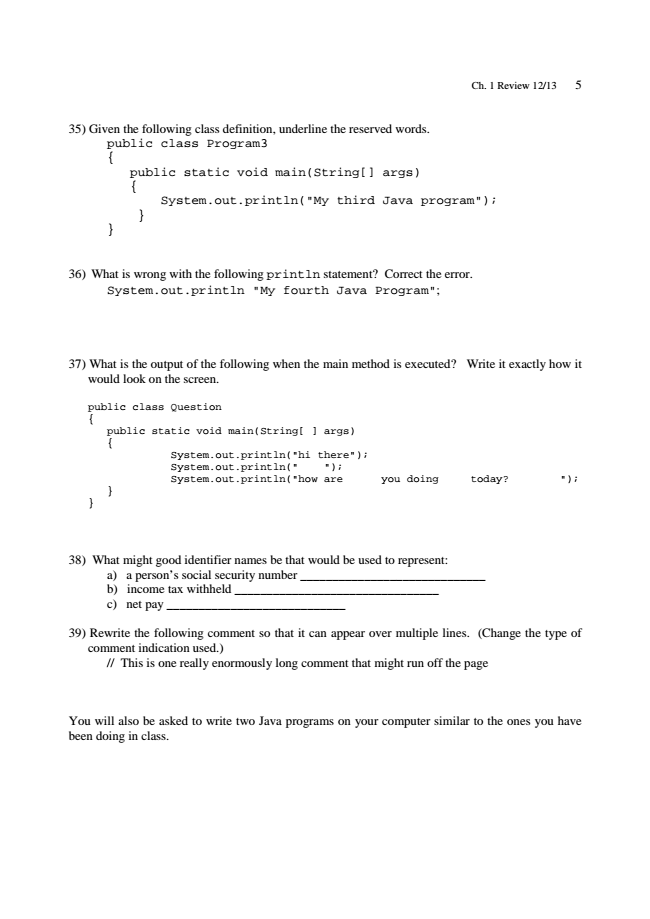 Ch. 1 Review 12/13 5
35) Given the following class definition, underline the reserved words.
public class Program3
{
public static void main(String[] args)
{
System.out.println("My third Java program");
}
}
36) What is wrong with the following println statement? Correct the error.
System.out.println "My fourth Java Program";
37) What is the output of the following when the main method is executed? Write it exactly how it
would look on the screen.
public class Question
{
public static void main(String[ ] args)
{
System.out.println("hi there");
System.out.println("    ");
System.out.println("how are      you doing     today?        ");
}
}
38) What might good identifier names be that would be used to represent:
a) a person's social security number ____________________________
b) income tax withheld _______________________________
c) net pay ___________________________
39) Rewrite the following comment so that it can appear over multiple lines. (Change the type of
comment indication used.)
// This is one really enormously long comment that might run off the page
You will also be asked to write two Java programs on your computer similar to the ones you have
been doing in class.